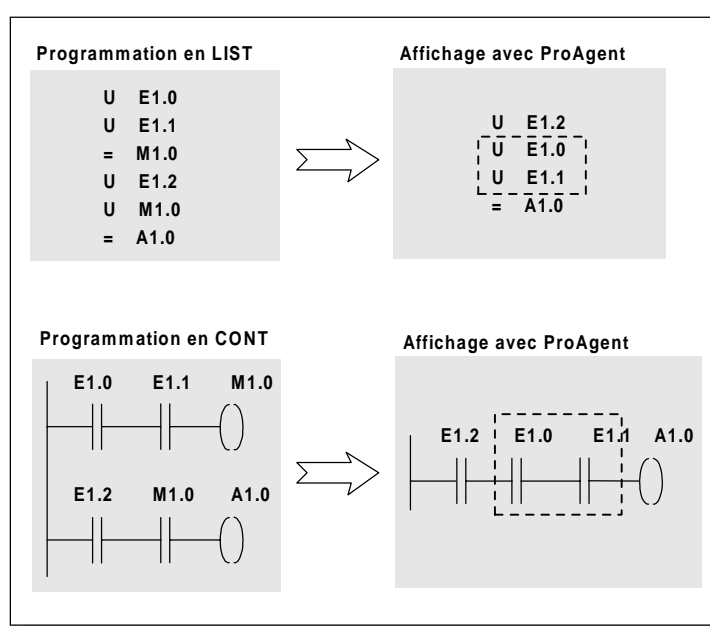 Programmation en LIST
U E1.0
U E1.1
= M1.0
U E1.2
U M1.0
= A1.0
Affichage avec ProAgent
U E1.2
U E1.0
U E1.1
= A1.0
Programmation en CONT
E1.0 E1.1 M1.0
E1.2 M1.0 A1.0
Affichage avec ProAgent
E1.2 E1.0 E1.1 A1.0